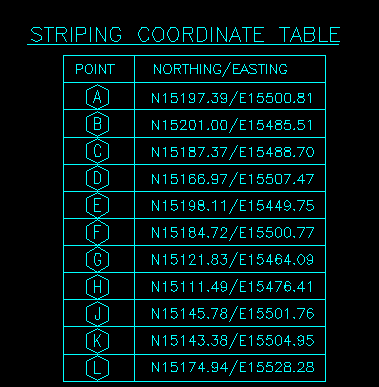 STRIPING COORDINATE TABLE
POINT NORTHING/EASTING
A N15197.39/E15500.81
B N15201.00/E15485.51
C N15187.37/E15488.70
D N15166.97/E15507.47
E N15198.11/E15449.75
F N15184.72/E15500.77
G N15121.83/E15464.09
H N15111.49/E15476.41
J N15145.78/E15501.76
K N15143.38/E15504.95
L N15174.94/E15528.28